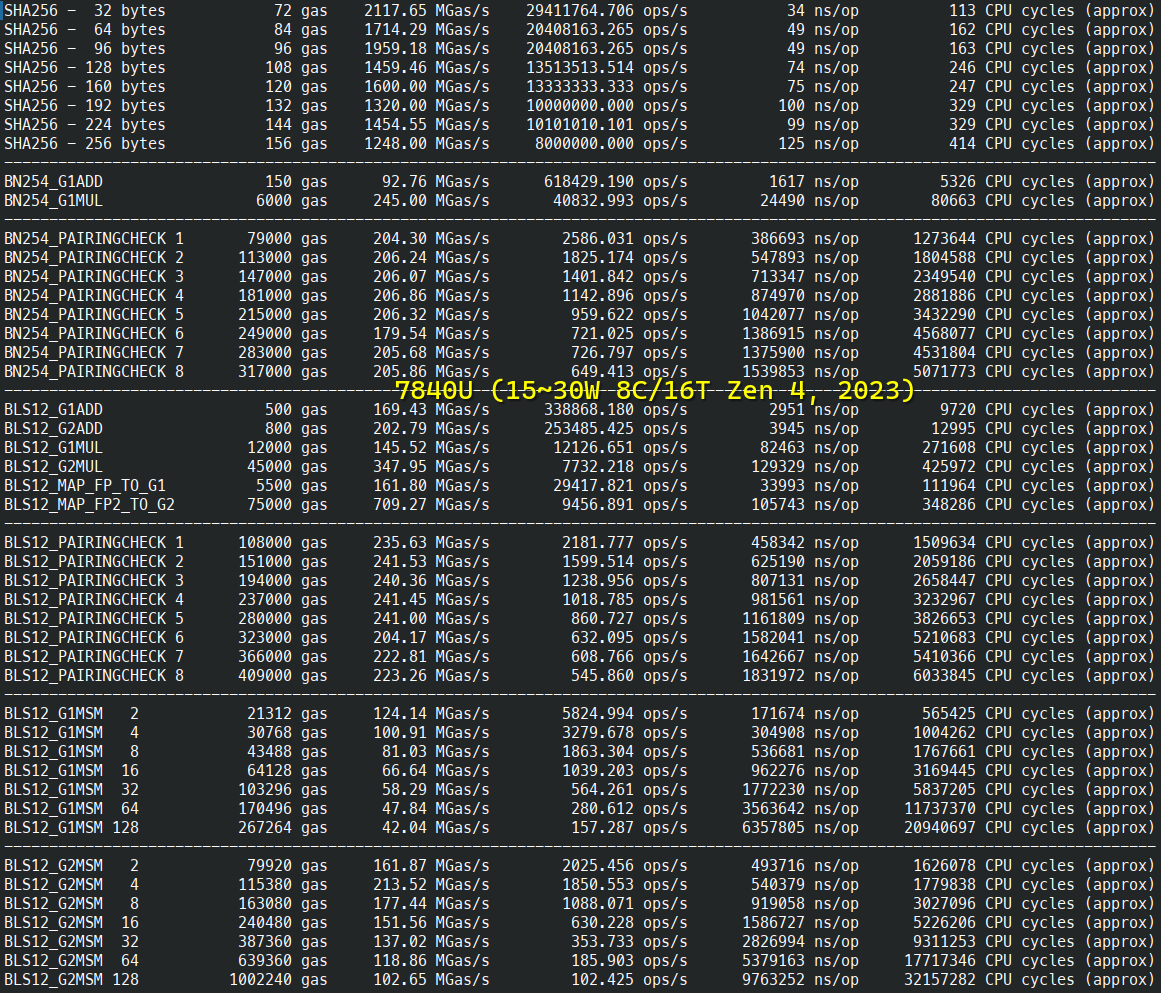 SHA256 – 32 bytes 72 gas 2117.65 MGas/s 29411764.706 ops/s 34 ns/op 113 CPU cycles (approx)
SHA256 – 64 bytes 84 gas 1714.29 MGas/s 20408163.265 ops/s 49 ns/op 162 CPU cycles (approx)
SHA256 – 96 bytes 96 gas 1959.18 MGas/s 20408163.265 ops/s 49 ns/op 163 CPU cycles (approx)
SHA256 – 128 bytes 108 gas 1459.46 MGas/s 13513513.514 ops/s 74 ns/op 246 CPU cycles (approx)
SHA256 – 160 bytes 120 gas 1600.00 MGas/s 13333333.333 ops/s 75 ns/op 247 CPU cycles (approx)
SHA256 – 192 bytes 132 gas 1320.00 MGas/s 10000000.000 ops/s 100 ns/op 329 CPU cycles (approx)
SHA256 – 224 bytes 144 gas 1454.55 MGas/s 10101010.101 ops/s 99 ns/op 329 CPU cycles (approx)
SHA256 – 256 bytes 156 gas 1248.00 MGas/s 8000000.000 ops/s 125 ns/op 414 CPU cycles (approx)
BN254_G1ADD 150 gas 92.76 MGas/s 618429.190 ops/s 1617 ns/op 5326 CPU cycles (approx)
BN254_G1MUL 6000 gas 245.00 MGas/s 40832.993 ops/s 24490 ns/op 80663 CPU cycles (approx)
BN254_PAIRINGCHECK 1 79000 gas 204.30 MGas/s 2586.031 ops/s 386693 ns/op 1273644 CPU cycles (approx)
BN254_PAIRINGCHECK 2 113000 gas 206.24 MGas/s 1825.174 ops/s 547893 ns/op 1804588 CPU cycles (approx)
BN254_PAIRINGCHECK 3 147000 gas 206.07 MGas/s 1401.842 ops/s 713347 ns/op 2349540 CPU cycles (approx)
BN254_PAIRINGCHECK 4 181000 gas 206.86 MGas/s 1142.896 ops/s 874970 ns/op 2881886 CPU cycles (approx)
BN254_PAIRINGCHECK 5 215000 gas 206.32 MGas/s 959.622 ops/s 1042077 ns/op 3432290 CPU cycles (approx)
BN254_PAIRINGCHECK 6 249000 gas 179.54 MGas/s 721.025 ops/s 1386915 ns/op 4568077 CPU cycles (approx)
BN254_PAIRINGCHECK 7 283000 gas 205.68 MGas/s 726.797 ops/s 1375900 ns/op 4531804 CPU cycles (approx)
BN254_PAIRINGCHECK 8 317000 gas 205.86 MGas/s 649.413 ops/s 1539853 ns/op 5071773 CPU cycles (approx)
7840U (15~30W 8C/16T Zen 4, 2023)
BLS12_G1ADD 500 gas 169.43 MGas/s 338868.180 ops/s 2951 ns/op 9720 CPU cycles (approx)
BLS12_G2ADD 800 gas 202.79 MGas/s 253485.425 ops/s 3945 ns/op 12995 CPU cycles (approx)
BLS12_G1MUL 12000 gas 145.52 MGas/s 12126.651 ops/s 82463 ns/op 271608 CPU cycles (approx)
BLS12_G2MUL 45000 gas 347.95 MGas/s 7732.218 ops/s 129329 ns/op 425972 CPU cycles (approx)
BLS12_MAP_FP_TO_G1 5500 gas 161.80 MGas/s 29417.821 ops/s 33993 ns/op 111964 CPU cycles (approx)
BLS12_MAP_FP2_TO_G2 75000 gas 709.27 MGas/s 9456.891 ops/s 105743 ns/op 348286 CPU cycles (approx)
BLS12_PAIRINGCHECK 1 108000 gas 235.63 MGas/s 2181.777 ops/s 458342 ns/op 1509634 CPU cycles (approx)
BLS12_PAIRINGCHECK 2 151000 gas 241.53 MGas/s 1599.514 ops/s 625190 ns/op 2059186 CPU cycles (approx)
BLS12_PAIRINGCHECK 3 194000 gas 240.36 MGas/s 1238.956 ops/s 807131 ns/op 2658447 CPU cycles (approx)
BLS12_PAIRINGCHECK 4 237000 gas 241.45 MGas/s 1018.785 ops/s 981561 ns/op 3232967 CPU cycles (approx)
BLS12_PAIRINGCHECK 5 280000 gas 241.00 MGas/s 860.727 ops/s 1161809 ns/op 3826653 CPU cycles (approx)
BLS12_PAIRINGCHECK 6 323000 gas 204.17 MGas/s 632.095 ops/s 1582041 ns/op 5210683 CPU cycles (approx)
BLS12_PAIRINGCHECK 7 366000 gas 222.81 MGas/s 608.766 ops/s 1642667 ns/op 5410366 CPU cycles (approx)
BLS12_PAIRINGCHECK 8 409000 gas 223.26 MGas/s 545.860 ops/s 1831972 ns/op 6033845 CPU cycles (approx)
BLS12_G1MSM 2 21312 gas 124.14 MGas/s 5824.994 ops/s 171674 ns/op 565425 CPU cycles (approx)
BLS12_G1MSM 4 30768 gas 100.91 MGas/s 3279.678 ops/s 304908 ns/op 1004262 CPU cycles (approx)
BLS12_G1MSM 8 43488 gas 81.03 MGas/s 1863.304 ops/s 536681 ns/op 1767661 CPU cycles (approx)
BLS12_G1MSM 16 64128 gas 66.64 MGas/s 1039.203 ops/s 962276 ns/op 3169445 CPU cycles (approx)
BLS12_G1MSM 32 103296 gas 58.29 MGas/s 564.261 ops/s 1772230 ns/op 5837205 CPU cycles (approx)
BLS12_G1MSM 64 170496 gas 47.84 MGas/s 280.612 ops/s 3563642 ns/op 11737370 CPU cycles (approx)
BLS12_G1MSM 128 267264 gas 42.04 MGas/s 157.287 ops/s 6357805 ns/op 20940697 CPU cycles (approx)
BLS12_G2MSM 2 79920 gas 161.87 MGas/s 2025.456 ops/s 493716 ns/op 1626078 CPU cycles (approx)
BLS12_G2MSM 4 115380 gas 213.52 MGas/s 1850.553 ops/s 540379 ns/op 1779838 CPU cycles (approx)
BLS12_G2MSM 8 163080 gas 177.44 MGas/s 1088.071 ops/s 919058 ns/op 3027096 CPU cycles (approx)
BLS12_G2MSM 16 240480 gas 151.56 MGas/s 630.228 ops/s 1586727 ns/op 5226206 CPU cycles (approx)
BLS12_G2MSM 32 387360 gas 137.02 MGas/s 353.733 ops/s 2826994 ns/op 9311253 CPU cycles (approx)
BLS12_G2MSM 64 639360 gas 118.86 MGas/s 185.903 ops/s 5379163 ns/op 17717346 CPU cycles (approx)
BLS12_G2MSM 128 1002240 gas 102.65 MGas/s 102.425 ops/s 9763252 ns/op 32157282 CPU cycles (approx)